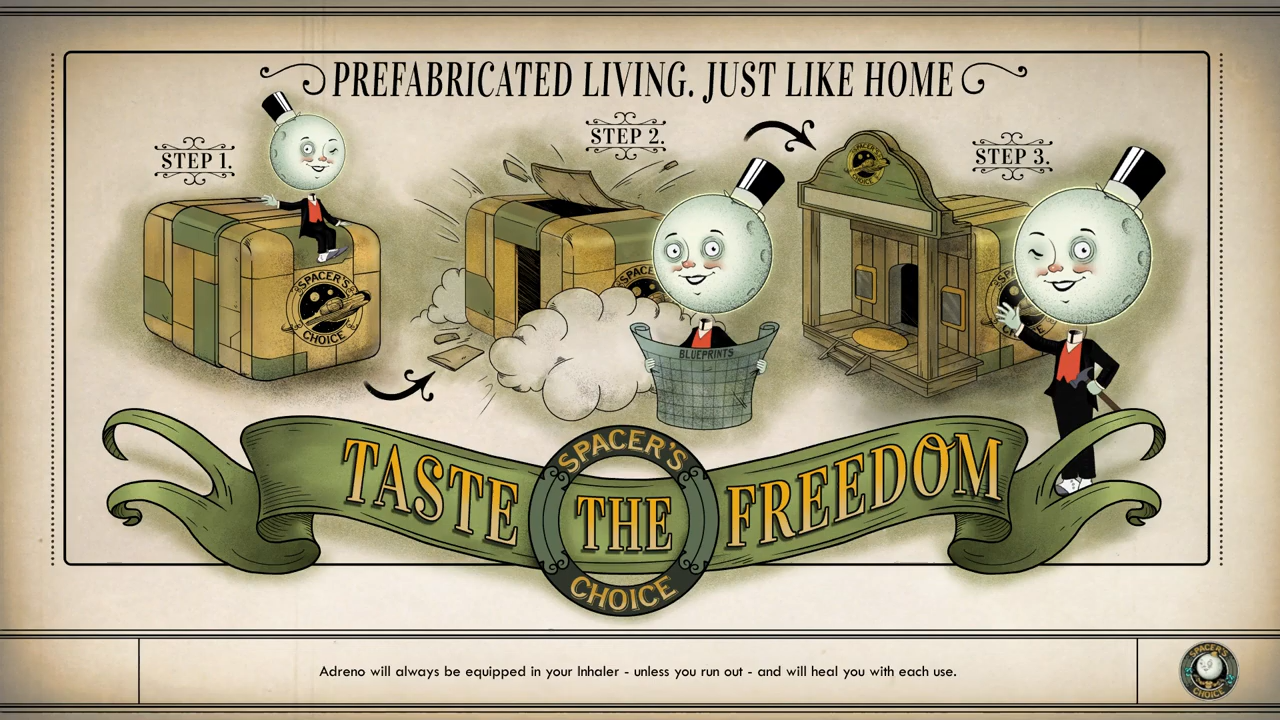 PREFABRICATED LIVING. JUST LIKE HOME
STEP 1.
STEP 2.
STEP 3.
SPACER'S
CHOICE
SPACER'S
CHOICE
BLUEPRINTS
SPACER'S
TASTE THE FREEDOM
CHOICE
Adreno will always be equipped in your Inhaler - unless you run out - and will heal you with each use.
SPACER'S
CHOICE